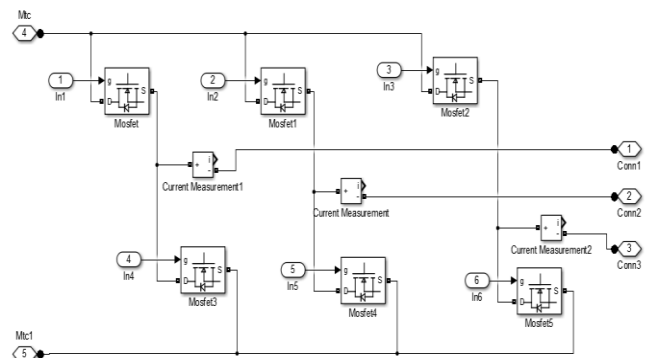 Mtc
4
1
In1
g
D
S
Mosfet
2
In2
g
D
S
Mosfet1
3
In3
g
D
S
Mosfet2
+
-
i
Current Measurement1
1
Conn1
+
-
i
Current Measurement
2
Conn2
+
-
i
Current Measurement2
3
Conn3
4
In4
g
D
S
Mosfet3
5
In5
g
D
S
Mosfet4
6
In6
g
D
S
Mosfet5
Mtc1
5